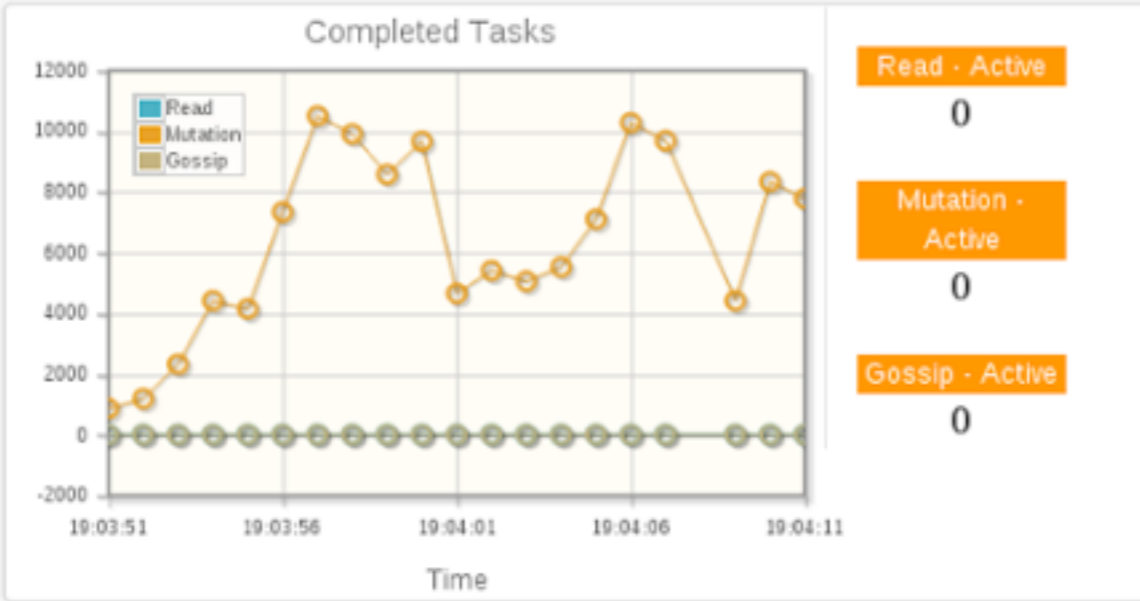 Completed Tasks
12000
10000
8000
6000
4000
2000
0
-2000
Read
Mutation
Gossip
19:03:51 19:03:56 19:04:01 19:04:06 19:04:11
Time
Read - Active
0
Mutation -
Active
0
Gossip - Active
0